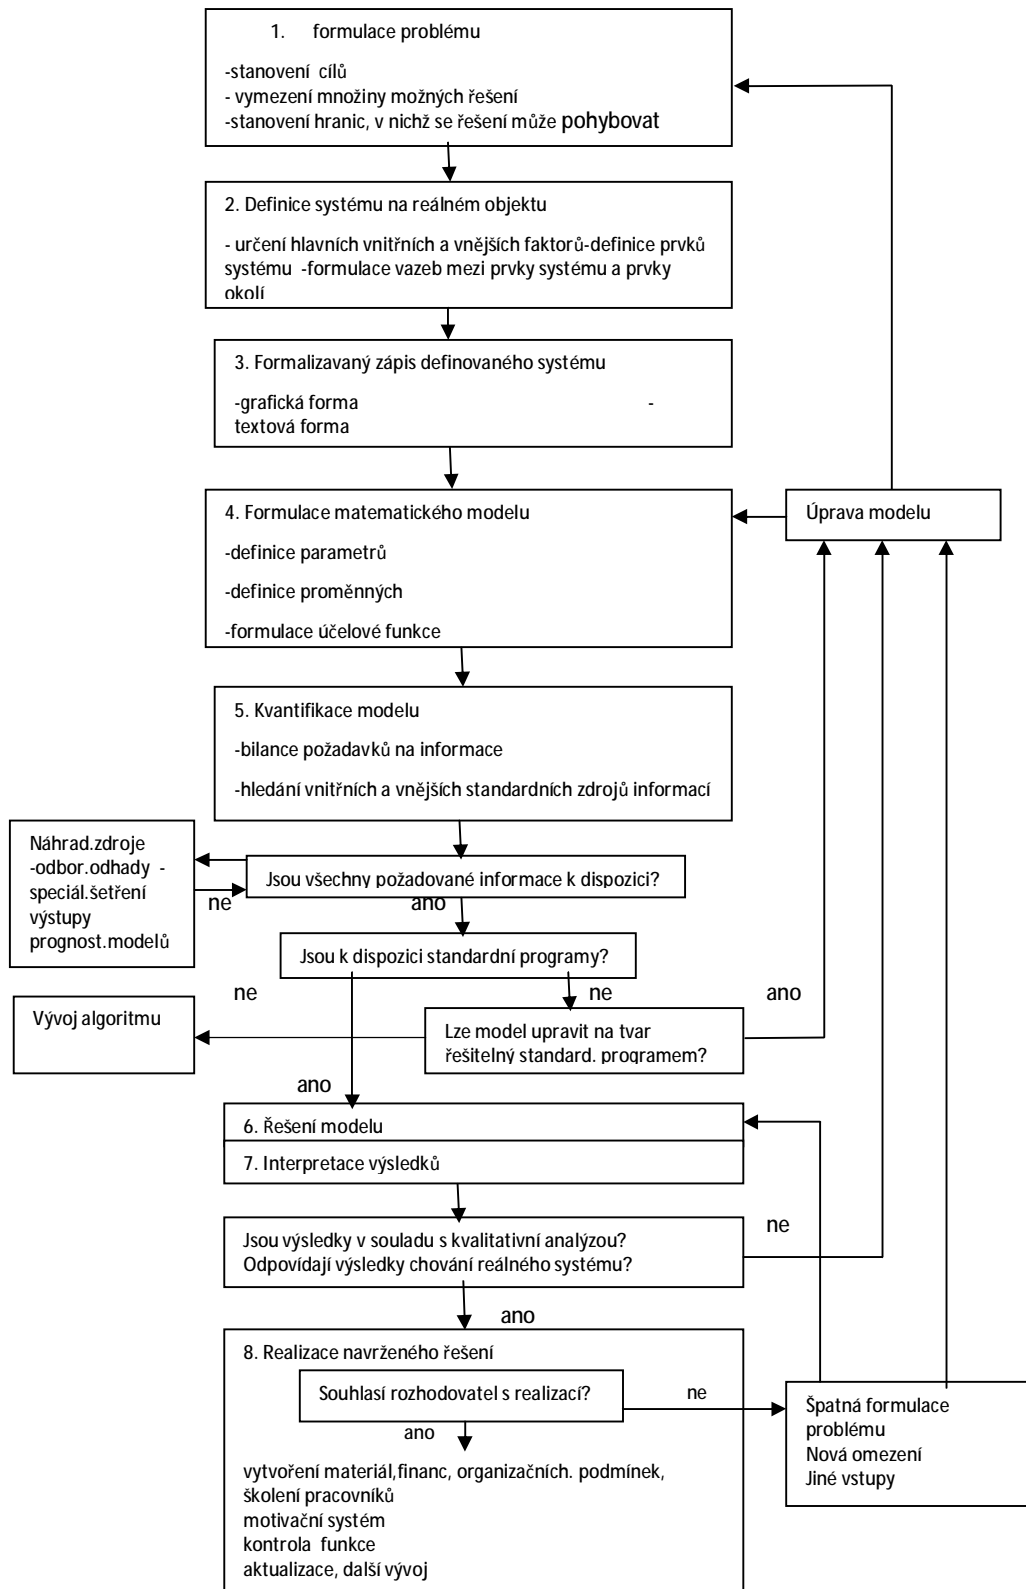 1. formulace problému
-stanovení cílů
- vymezení množiny možných řešení
-stanovení hranic, v nichž se řešení může pohybovat
2. Definice systému na reálném objektu
- určení hlavních vnitřních a vnějších faktorů-definice prvků
systému -formulace vazeb mezi prvky systému a prvky
okolí
3. Formalizavaný zápis definovaného systému
-grafická forma -
textová forma
4. Formulace matematického modelu
-definice parametrů
-definice proměnných
-formulace účelové funkce
Úprava modelu
5. Kvantifikace modelu
-bilance požadavků na informace
-hledání vnitřních a vnějších standardních zdrojů informací
Náhrad.zdroje
-odbor.odhady -
speciál.šetření
výstupy
prognost.modelů
Jsou všechny požadované informace k dispozici?
ne
ano
Jsou k dispozici standardní programy?
ne
ne
ano
Vývoj algoritmu
Lze model upravit na tvar
řešitelný standard. programem?
ano
6. Řešení modelu
7. Interpretace výsledků
Jsou výsledky v souladu s kvalitativní analýzou?
Odpovídají výsledky chování reálného systému?
ne
ano
8. Realizace navrženého řešení
Souhlasí rozhodovatel s realizací?
ne
ano
vytvoření materiál,financ, organizačních. podmínek,
školení pracovníků
motivační systém
kontrola funkce
aktualizace, další vývoj
Špatná formulace
problému
Nová omezení
Jiné vstupy